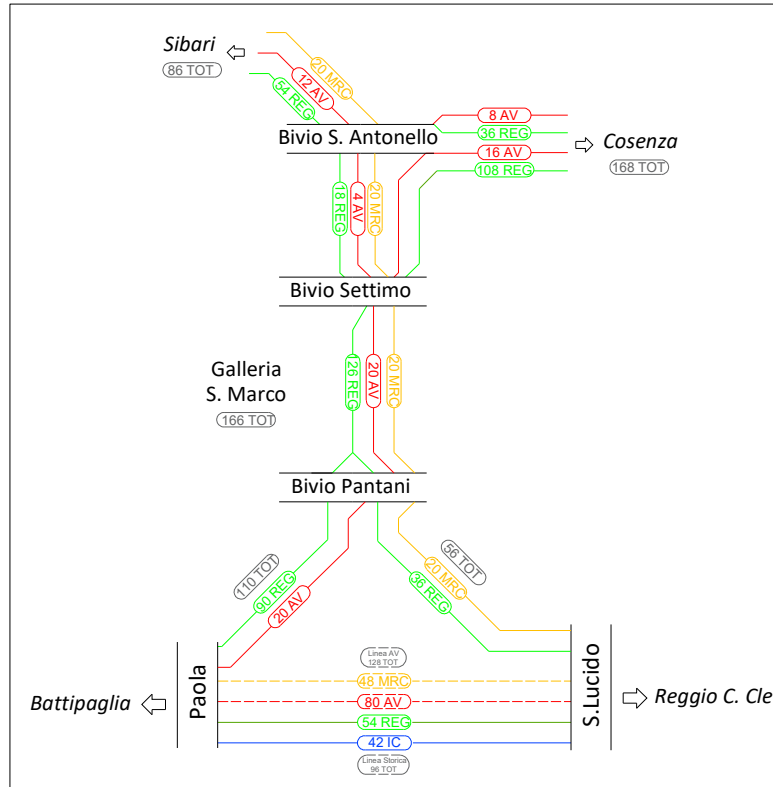 Sibari
86 TOT
20 MRC
12 AV
54 REG
Bivio S. Antonello
8 AV
36 REG
16 AV
108 REG
Cosenza
168 TOT
18 REG
4 AV
20 MRC
Bivio Settimo
Galleria
S. Marco
166 TOT
126 REG
20 AV
20 MRC
Bivio Pantani
110 TOT
90 REG
20 AV
56 TOT
20 MRC
36 REG
Battipaglia
Paola
Linea AV
128 TOT
48 MRC
80 AV
54 REG
42 IC
Linea Storica
96 TOT
S.Lucido
Reggio C. Cle